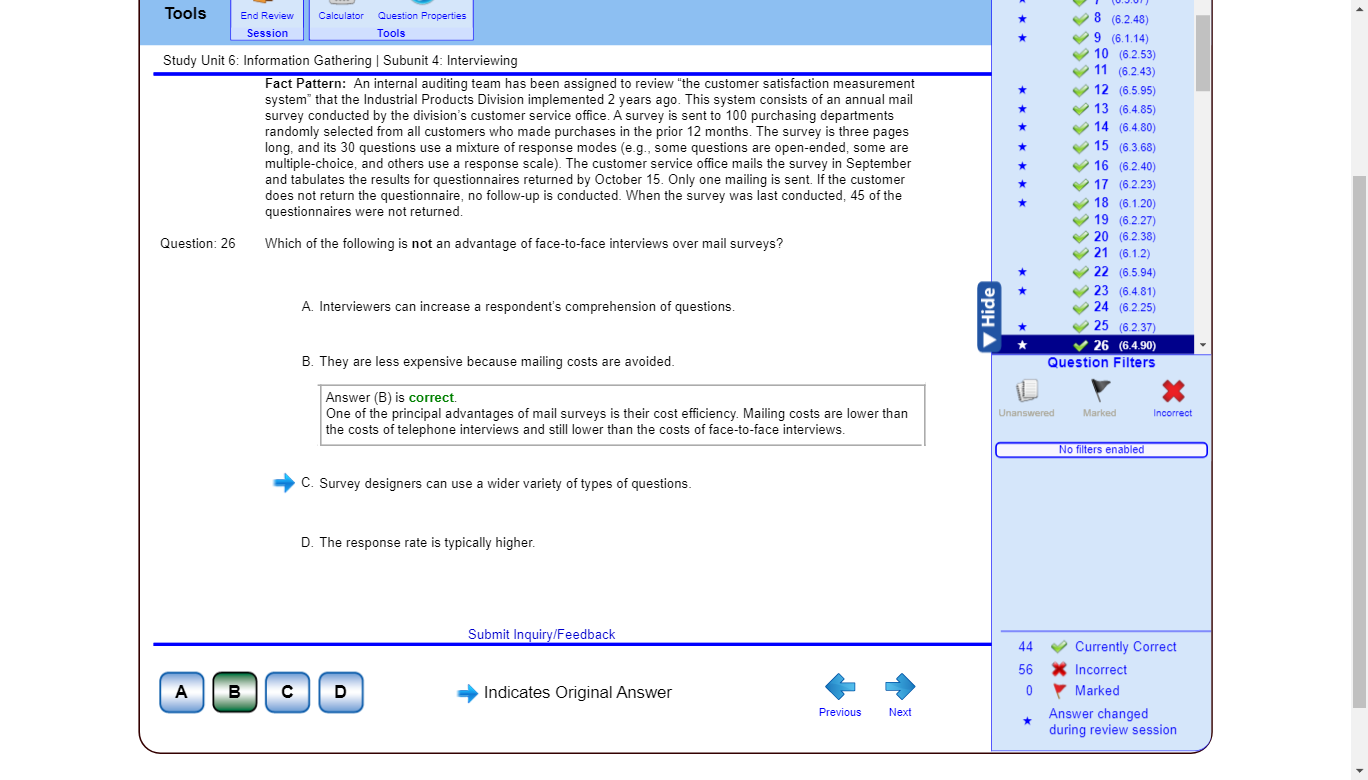 Tools
End Review
Session
Calculator Question Properties
Tools
Study Unit 6: Information Gathering | Subunit 4: Interviewing
Fact Pattern: An internal auditing team has been assigned to review “the customer satisfaction measurement
system” that the Industrial Products Division implemented 2 years ago. This system consists of an annual mail
survey conducted by the division’s customer service office. A survey is sent to 100 purchasing departments
randomly selected from all customers who made purchases in the prior 12 months. The survey is three pages
long, and its 30 questions use a mixture of response modes (e.g., some questions are open-ended, some are
multiple-choice, and others use a response scale). The customer service office mails the survey in September
and tabulates the results for questionnaires returned by October 15. Only one mailing is sent. If the customer
does not return the questionnaire, no follow-up is conducted. When the survey was last conducted, 45 of the
questionnaires were not returned.
Question: 26 Which of the following is not an advantage of face-to-face interviews over mail surveys?
A. Interviewers can increase a respondent’s comprehension of questions.
B. They are less expensive because mailing costs are avoided.
Answer (B) is correct.
One of the principal advantages of mail surveys is their cost efficiency. Mailing costs are lower than
the costs of telephone interviews and still lower than the costs of face-to-face interviews.
C. Survey designers can use a wider variety of types of questions.
D. The response rate is typically higher.
Submit Inquiry/Feedback
A B C D
Indicates Original Answer
Previous
Next
8 (6.2.48)
9 (6.1.14)
10 (6.2.53)
11 (6.2.43)
12 (6.5.95)
13 (6.4.85)
14 (6.4.80)
15 (6.3.68)
16 (6.2.40)
17 (6.2.23)
18 (6.1.20)
19 (6.2.27)
20 (6.2.38)
21 (6.1.2)
22 (6.5.94)
23 (6.4.81)
24 (6.2.25)
25 (6.2.37)
26 (6.4.90)
Hide
Question Filters
Unanswered Marked Incorrect
No filters enabled
44 Currently Correct
56 Incorrect
0 Marked
Answer changed
during review session